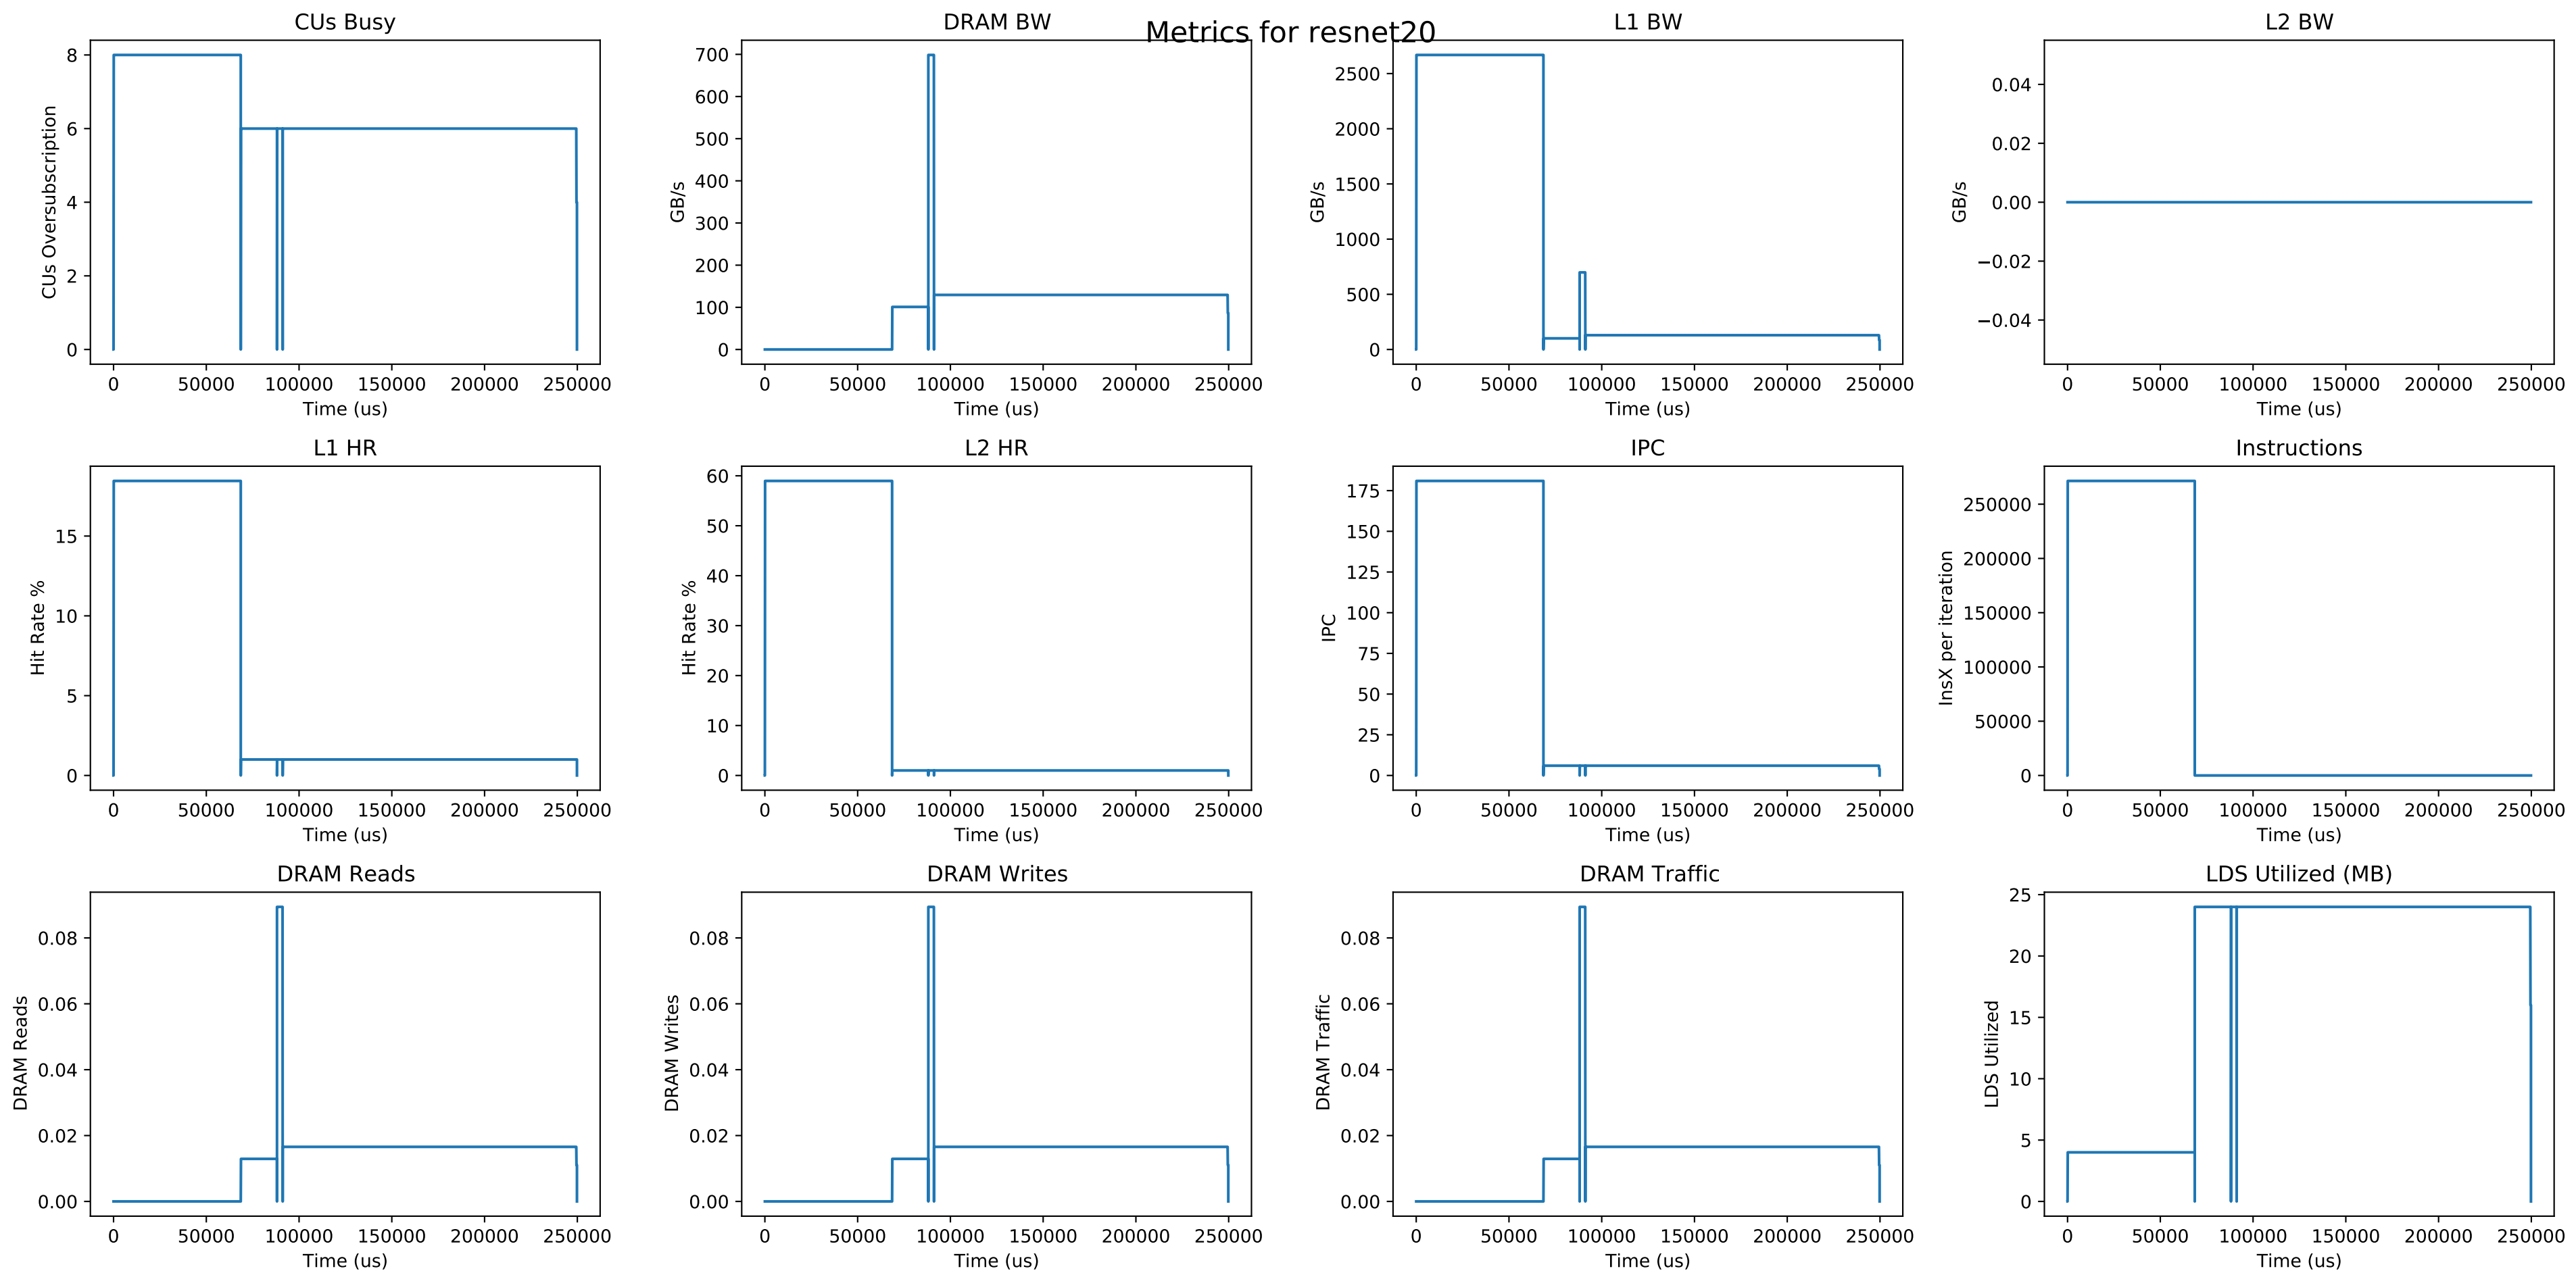 Metrics for resnet20
CUs Busy
CUs Oversubscription
8
6
4
2
0
0 50000 100000 150000 200000 250000
Time (us)
DRAM BW
GB/s
700
600
500
400
300
200
100
0
0 50000 100000 150000 200000 250000
Time (us)
L1 BW
GB/s
2500
2000
1500
1000
500
0
0 50000 100000 150000 200000 250000
Time (us)
L2 BW
GB/s
0.04
0.02
0.00
−0.02
−0.04
0 50000 100000 150000 200000 250000
Time (us)
L1 HR
Hit Rate %
15
10
5
0
0 50000 100000 150000 200000 250000
Time (us)
L2 HR
Hit Rate %
60
50
40
30
20
10
0
0 50000 100000 150000 200000 250000
Time (us)
IPC
IPC
175
150
125
100
75
50
25
0
0 50000 100000 150000 200000 250000
Time (us)
Instructions
InsX per iteration
250000
200000
150000
100000
50000
0
0 50000 100000 150000 200000 250000
Time (us)
DRAM Reads
DRAM Reads
0.08
0.06
0.04
0.02
0.00
0 50000 100000 150000 200000 250000
Time (us)
DRAM Writes
DRAM Writes
0.08
0.06
0.04
0.02
0.00
0 50000 100000 150000 200000 250000
Time (us)
DRAM Traffic
DRAM Traffic
0.08
0.06
0.04
0.02
0.00
0 50000 100000 150000 200000 250000
Time (us)
LDS Utilized (MB)
LDS Utilized
25
20
15
10
5
0
0 50000 100000 150000 200000 250000
Time (us)